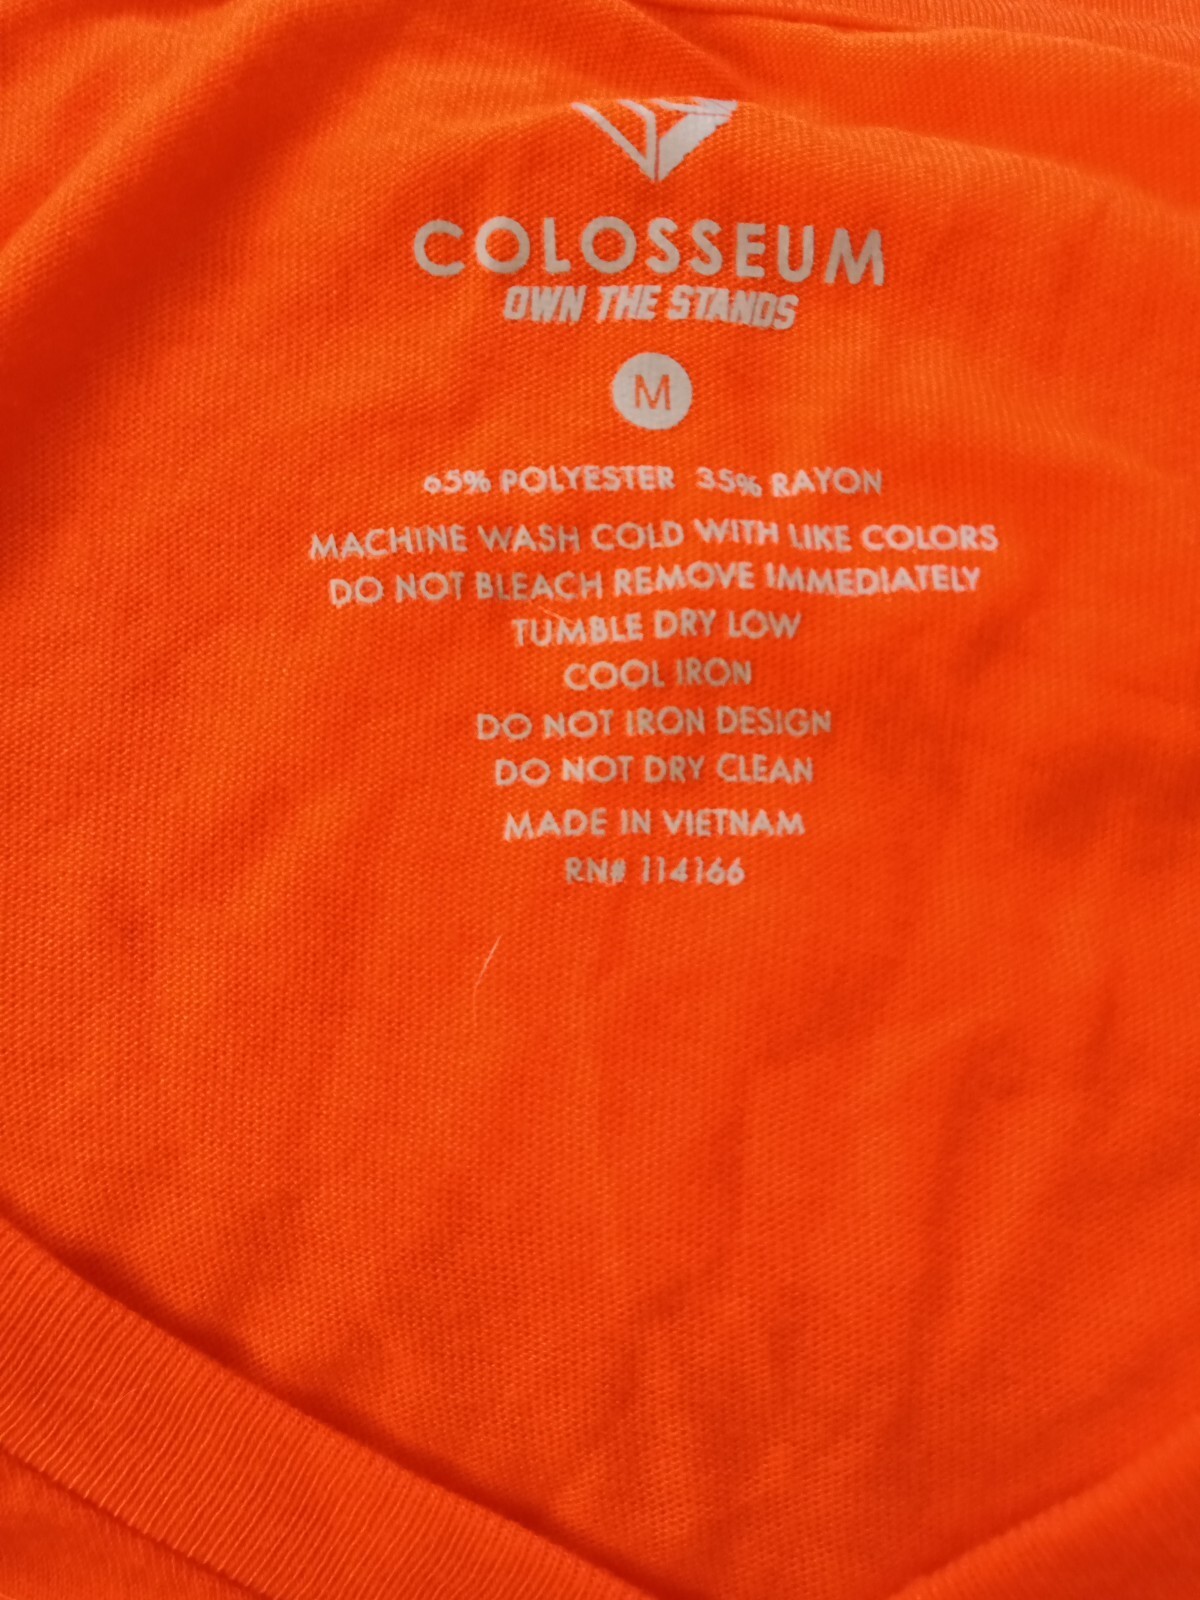 COLOSSEUM
OWN THE STANDS
M
65% POLYESTER 35% RAYON
MACHINE WASH COLD WITH LIKE COLORS
DO NOT BLEACH REMOVE IMMEDIATELY
TUMBLE DRY LOW
COOL IRON
DO NOT IRON DESIGN
DO NOT DRY CLEAN
MADE IN VIETNAM
RN# 114166